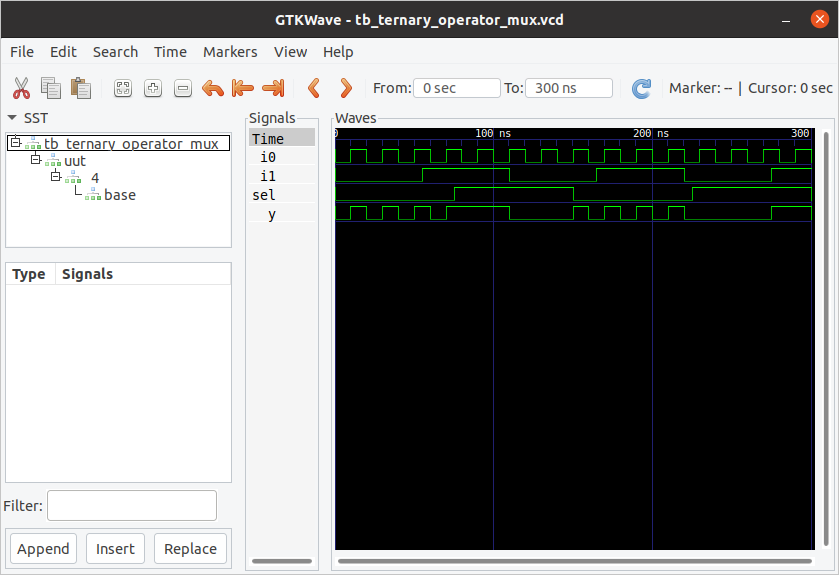 GTKWave - tb_ternary_operator_mux.vcd
File Edit Search Time Markers View Help
From: 0 sec To: 300 ns Marker: -- | Cursor: 0 sec
SST
tb_ternary_operator_mux
uut
4
base
Type Signals
Filter:
Append Insert Replace
Signals
Time
i0
i1
sel
y
Waves
0 100 ns 200 ns 300